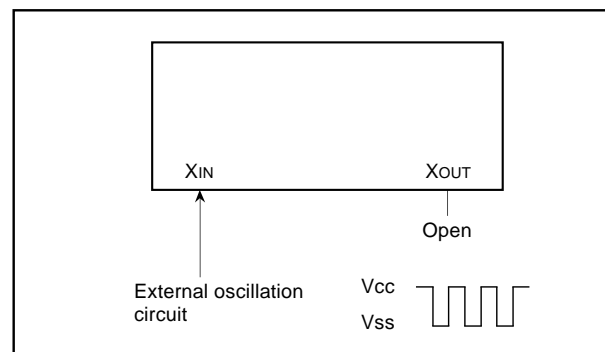 XIN
XOUT
Open
External oscillation
circuit
Vcc
Vss